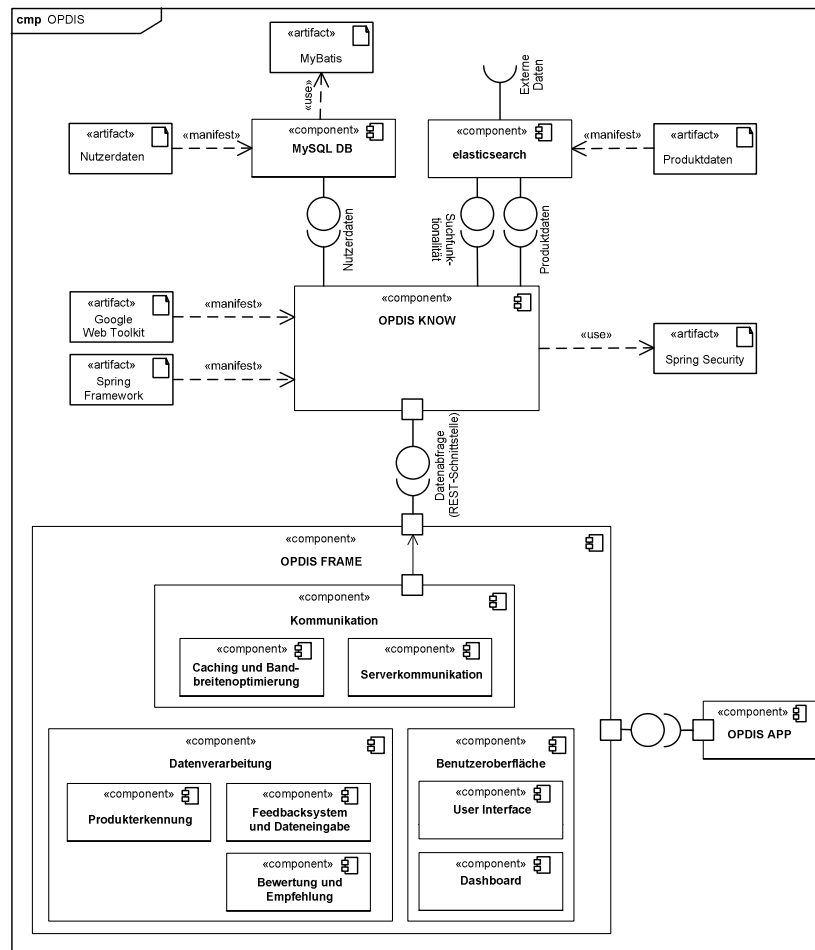 cmp OPDIS
«artifact»
MyBatis
«use»
Externe
Daten
«artifact»
Nutzerdaten
«manifest»
«component»
MySQL DB
«component»
elasticsearch
«manifest»
«artifact»
Produktdaten
Nutzerdaten
Suchfunk-
tionalität
Produktdaten
«artifact»
Google
Web Toolkit
«manifest»
«component»
OPDIS KNOW
«use»
«artifact»
Spring Security
«artifact»
Spring
Framework
«manifest»
Datenabfrage
(REST-Schnittstelle)
«component»
OPDIS FRAME
«component»
Kommunikation
«component»
Caching und Band-
breitenoptimierung
«component»
Serverkommunikation
«component»
OPDIS APP
«component»
Datenverarbeitung
«component»
Produkterkennung
«component»
Feedbacksystem
und Dateneingabe
«component»
Bewertung und
Empfehlung
«component»
Benutzeroberfläche
«component»
User Interface
«component»
Dashboard